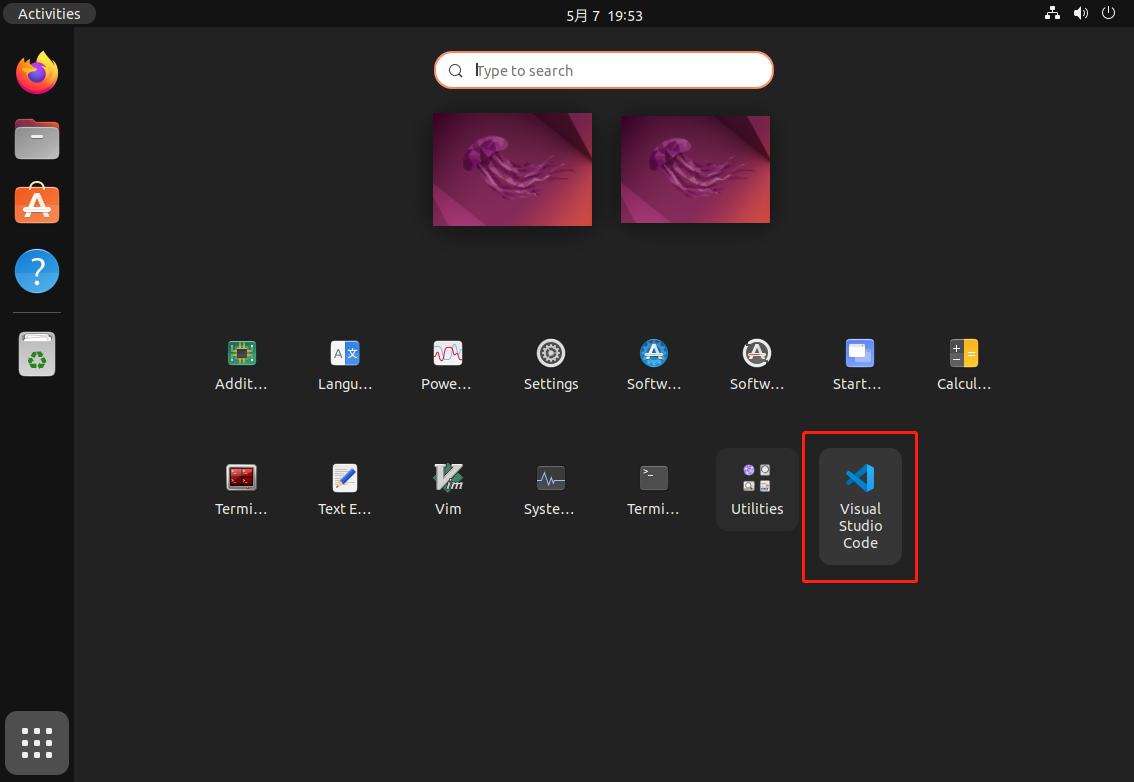 Activities
5月 7 19:53
Type to search
Addit...
Langu...
Powe...
Settings
Softw...
Softw...
Start...
Calcul...
Termi...
Text E...
Vim
Syste...
Termi...
Utilities
Visual
Studio
Code